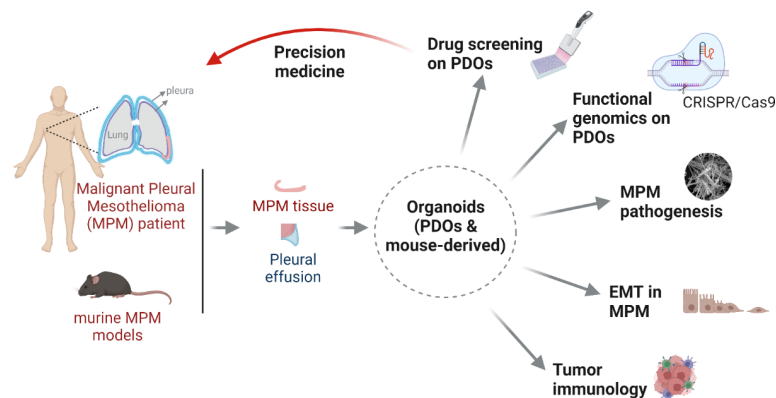 Precision
medicine
Drug screening
on PDOs
pleura
Lung
CRISPR/Cas9
Functional
genomics on
PDOs
Malignant Pleural
Mesothelioma
(MPM) patient
MPM tissue
Pleural
effusion
Organoids
(PDOs &
mouse-derived)
MPM
pathogenesis
murine MPM
models
EMT in
MPM
Tumor
immunology